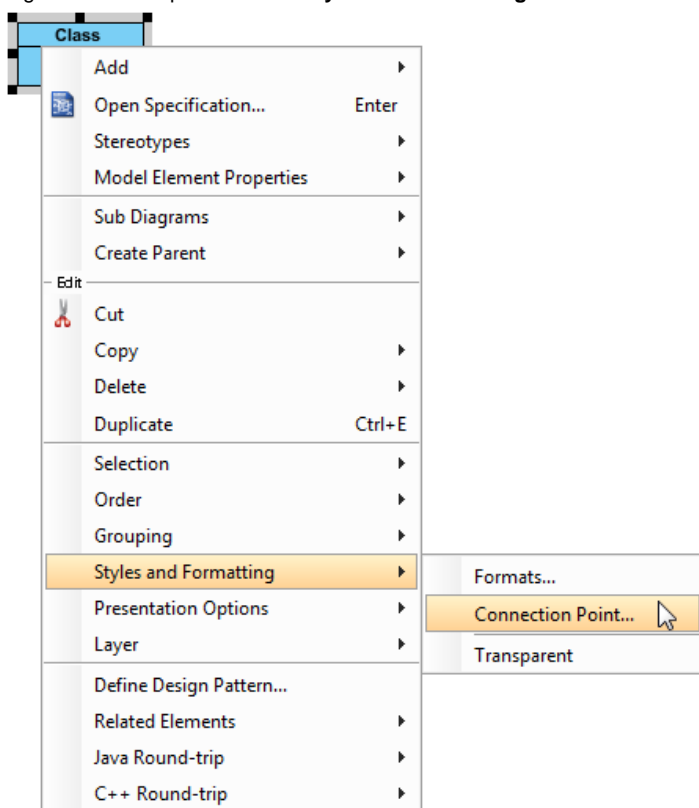 Class
Add
Open Specification... Enter
Stereotypes
Model Element Properties
Sub Diagrams
Create Parent
Edit
Cut
Copy
Delete
Duplicate Ctrl+E
Selection
Order
Grouping
Styles and Formatting
Formats...
Presentation Options
Connection Point...
Layer
Transparent
Define Design Pattern...
Related Elements
Java Round-trip
C++ Round-trip